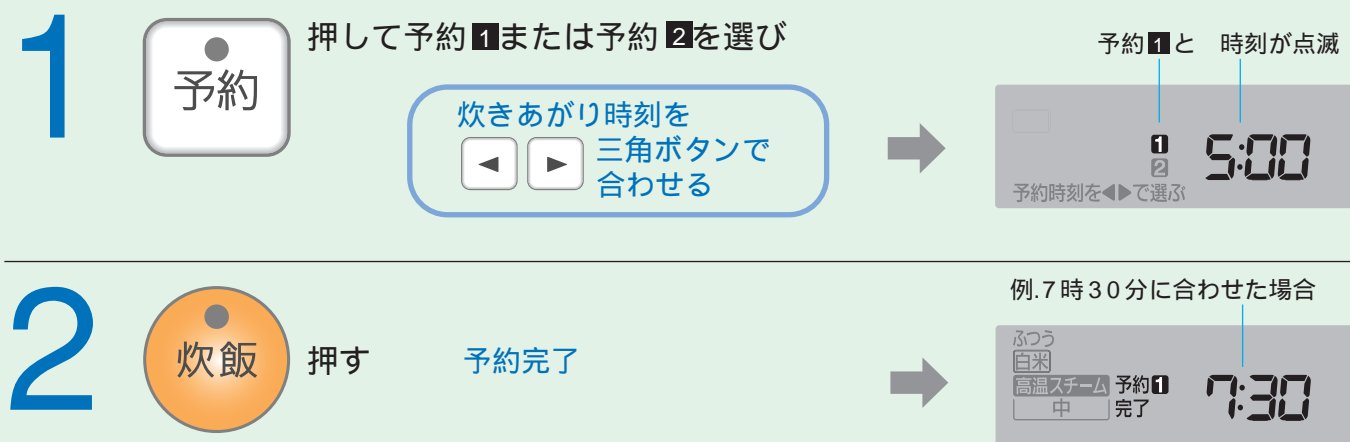 1
予約
押して予約1または予約2を選び
炊きあがり時刻を
◀ ▶ 三角ボタンで
合わせる
予約1と 時刻が点滅
1
2
5:00
予約時刻を◀▶で選ぶ
2
炊飯
押す
予約完了
例.7時30分に合わせた場合
ふつう
白米
高温スチーム 予約1
中 完了
7:30